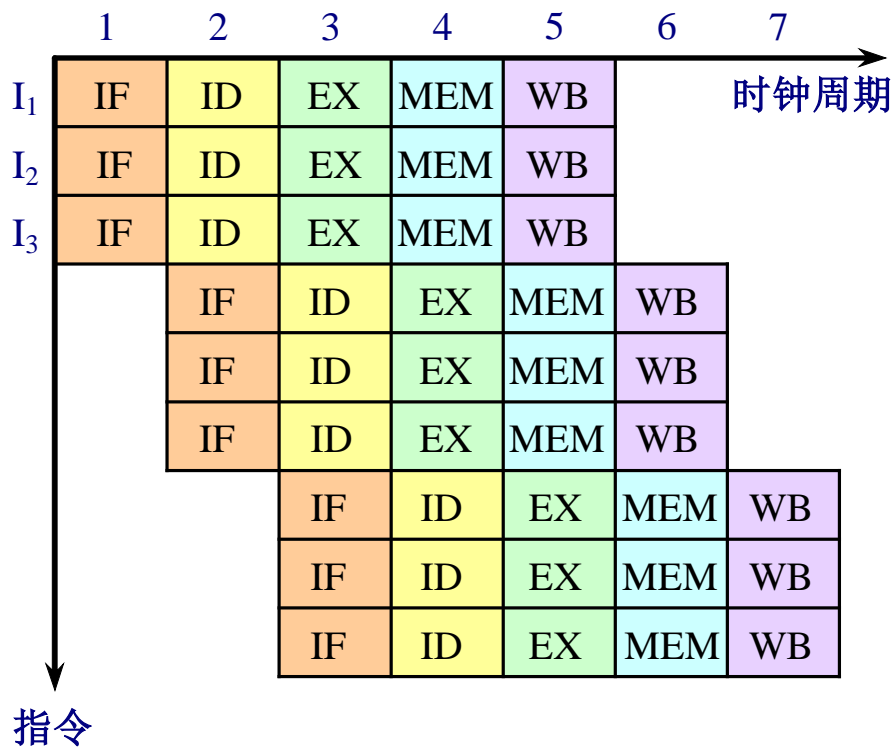 1 2 3 4 5 6 7
时钟周期
I₁ IF ID EX MEM WB
I₂ IF ID EX MEM WB
I₃ IF ID EX MEM WB
IF ID EX MEM WB
IF ID EX MEM WB
IF ID EX MEM WB
IF ID EX MEM WB
IF ID EX MEM WB
IF ID EX MEM WB
指令